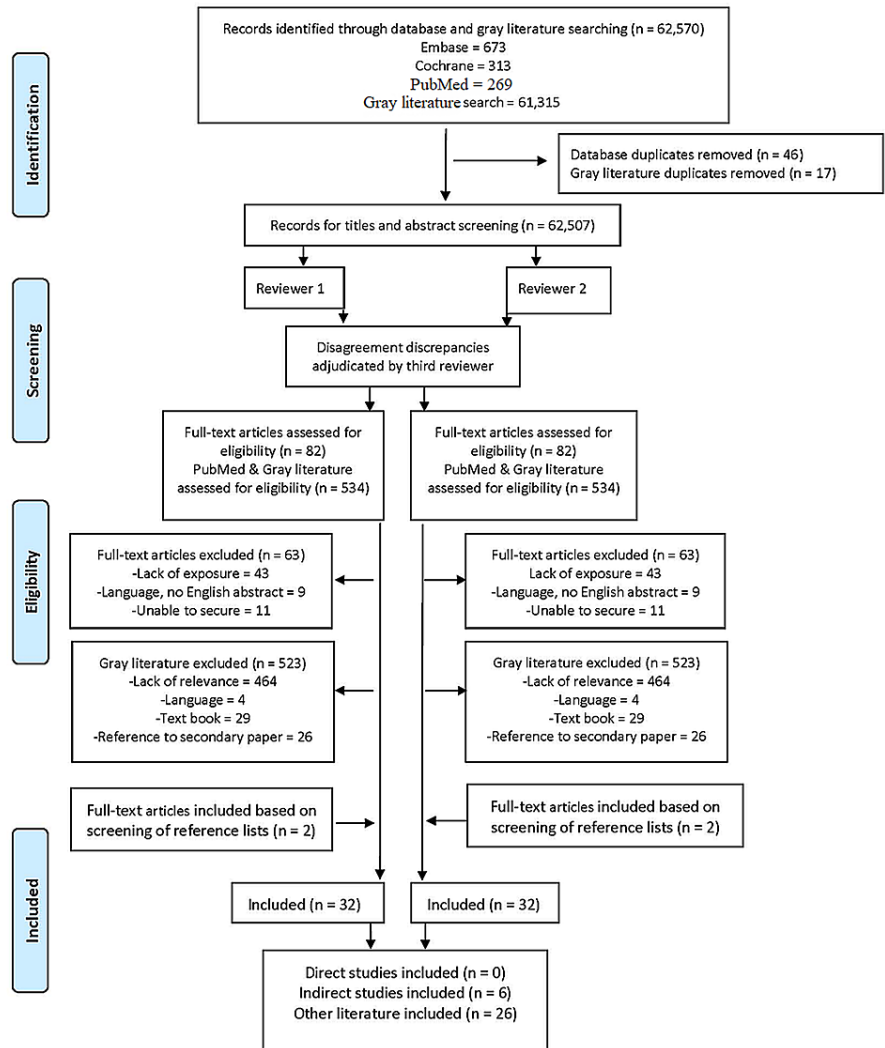 Records identified through database and gray literature searching (n = 62,570)
Embase = 673
Cochrane = 313
PubMed = 269
Gray literature search = 61,315
Identification
Database duplicates removed (n = 46)
Gray literature duplicates removed (n = 17)
Records for titles and abstract screening (n = 62,507)
Reviewer 1
Reviewer 2
Screening
Disagreement discrepancies
adjudicated by third reviewer
Full-text articles assessed for
eligibility (n = 82)
PubMed & Gray literature
assessed for eligibility (n = 534)
Full-text articles assessed for
eligibility (n = 82)
PubMed & Gray literature
assessed for eligibility (n = 534)
Eligibility
Full-text articles excluded (n = 63)
-Lack of exposure = 43
-Language, no English abstract = 9
-Unable to secure = 11
Full-text articles excluded (n = 63)
Lack of exposure = 43
-Language, no English abstract = 9
-Unable to secure = 11
Gray literature excluded (n = 523)
-Lack of relevance = 464
-Language = 4
-Text book = 29
-Reference to secondary paper = 26
Gray literature excluded (n = 523)
-Lack of relevance = 464
-Language = 4
-Text book = 29
-Reference to secondary paper = 26
Full-text articles included based on
screening of reference lists (n = 2)
Full-text articles included based on
screening of reference lists (n = 2)
Included
Included (n = 32)
Included (n = 32)
Direct studies included (n = 0)
Indirect studies included (n = 6)
Other literature included (n = 26)